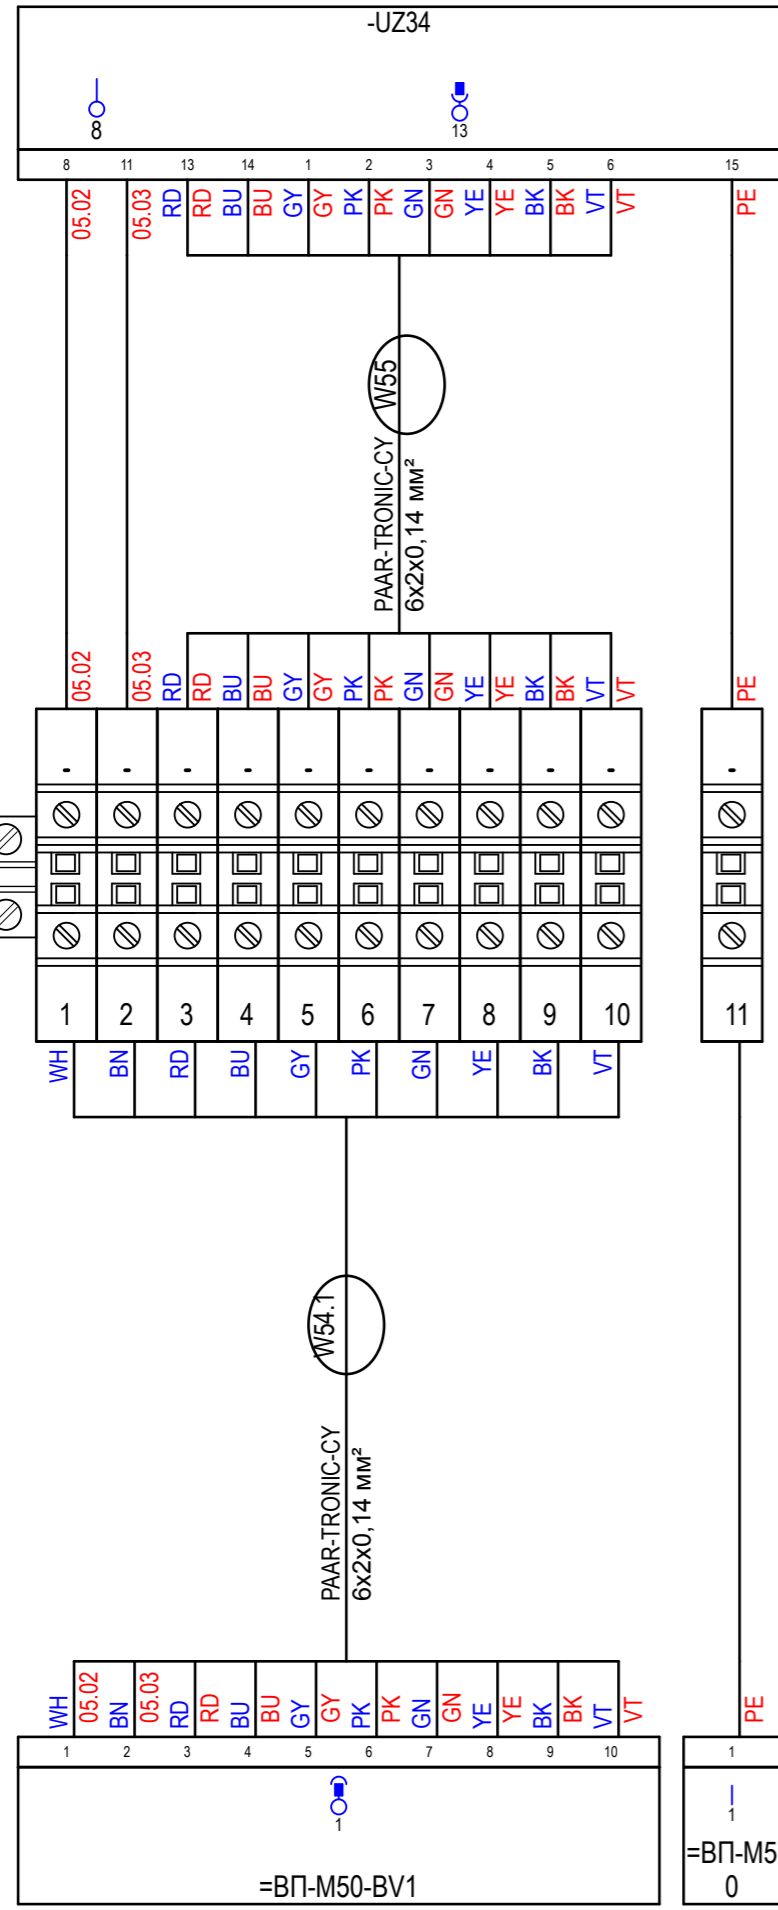 -UZ34
8
13
8 11 13 14 1 2 3 4 5 6 15
05.02 05.03 RD RD BU BU GY GY PK PK GN GN YE YE BK BK VT VT PE
W55
PAAR-TRONIC-CY
6x2x0,14 мм²
05.02 05.03 RD RD BU BU GY GY PK PK GN GN YE YE BK BK VT VT PE
- - - - - - - - - - -
1 2 3 4 5 6 7 8 9 10 11
WH BN RD BU GY PK GN YE BK VT
W54.1
PAAR-TRONIC-CY
6x2x0,14 мм²
WH 05.02 BN 05.03 RD RD BU BU GY GY PK PK GN GN YE YE BK BK VT VT PE
1 2 3 4 5 6 7 8 9 10 1
1
1
=ВП-М50-BV1
=ВП-М5
0